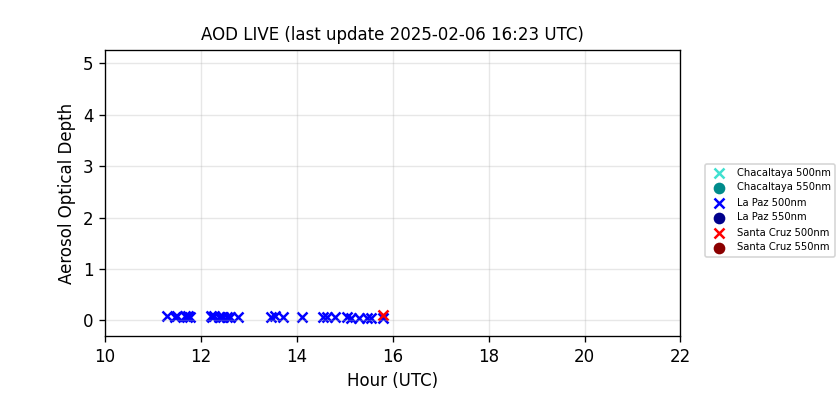 AOD LIVE (last update 2025-02-06 16:23 UTC)
5
4
3
2
1
0
Aerosol Optical Depth
10 12 14 16 18 20 22
Hour (UTC)
Chacaltaya 500nm
Chacaltaya 550nm
La Paz 500nm
La Paz 550nm
Santa Cruz 500nm
Santa Cruz 550nm